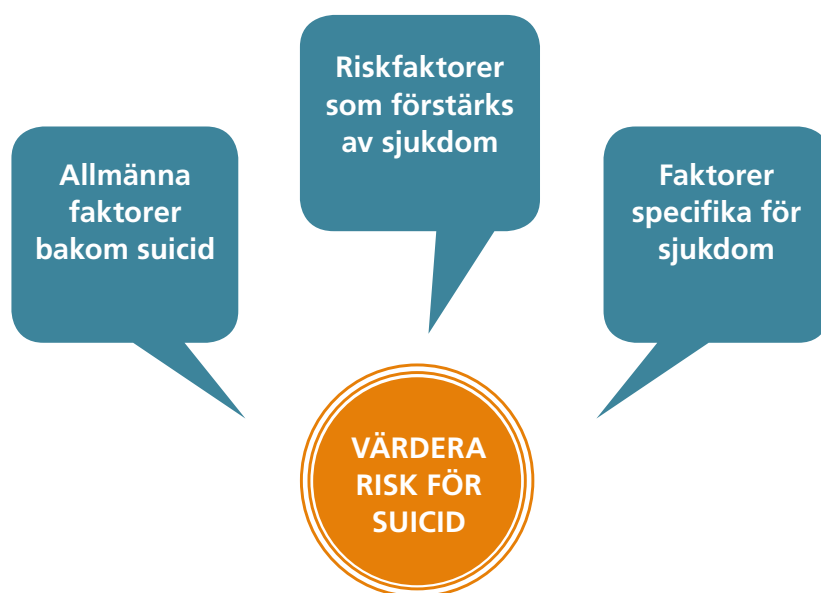 Riskfaktorer
som förstärks
av sjukdom
Allmänna
faktorer
bakom suicid
Faktorer
specifika för
sjukdom
VÄRDERA
RISK FÖR
SUICID